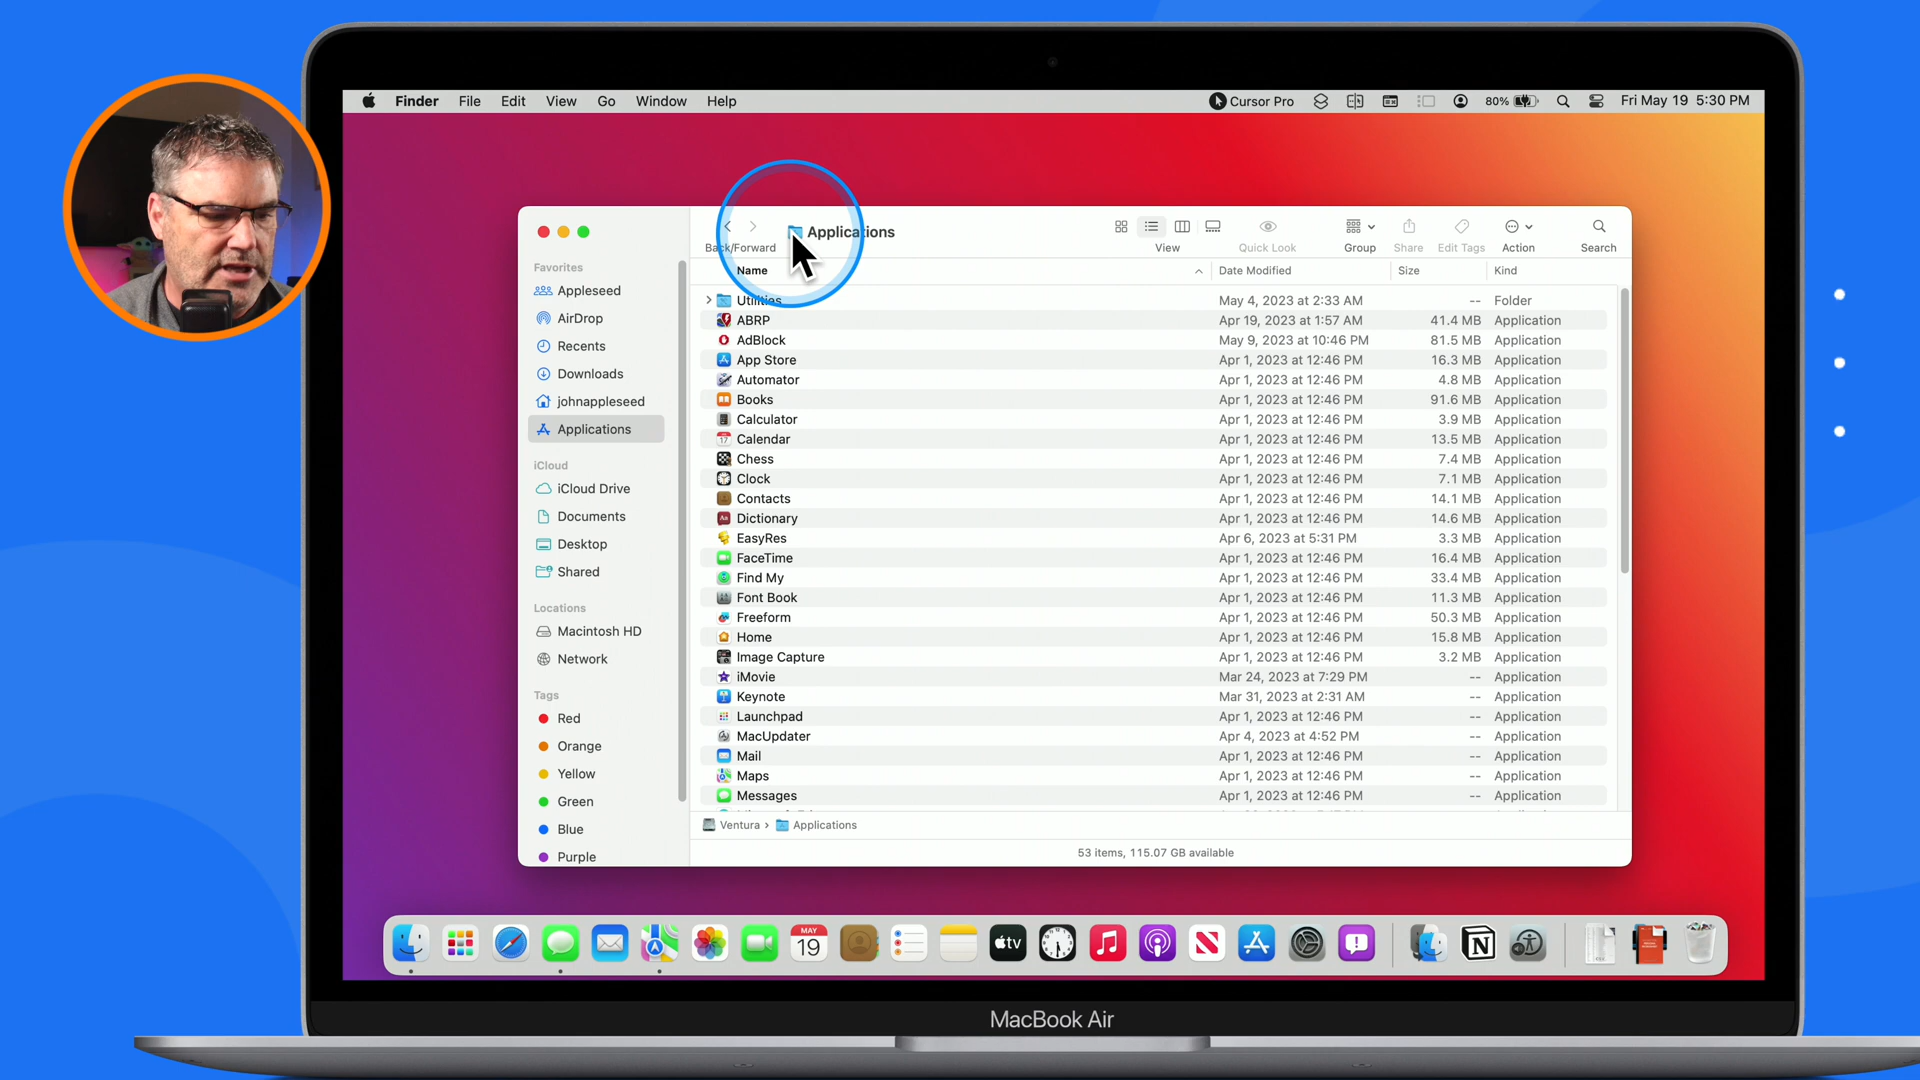 Finder File Edit View Go Window Help
Cursor Pro 80% Fri May 19 5:30 PM
Back/Forward
Applications
View
Quick Look
Group
Share
Edit Tags
Action
Search
Favorites
Appleseed
AirDrop
Recents
Downloads
johnappleseed
Applications
iCloud
iCloud Drive
Documents
Desktop
Shared
Locations
Macintosh HD
Network
Tags
Red
Orange
Yellow
Green
Blue
Purple
Name Date Modified Size Kind
Utilities May 4, 2023 at 2:33 AM -- Folder
ABRP Apr 19, 2023 at 1:57 AM 41.4 MB Application
AdBlock May 9, 2023 at 10:46 PM 81.5 MB Application
App Store Apr 1, 2023 at 12:46 PM 16.3 MB Application
Automator Apr 1, 2023 at 12:46 PM 4.8 MB Application
Books Apr 1, 2023 at 12:46 PM 91.6 MB Application
Calculator Apr 1, 2023 at 12:46 PM 3.9 MB Application
Calendar Apr 1, 2023 at 12:46 PM 13.5 MB Application
Chess Apr 1, 2023 at 12:46 PM 7.4 MB Application
Clock Apr 1, 2023 at 12:46 PM 7.1 MB Application
Contacts Apr 1, 2023 at 12:46 PM 14.1 MB Application
Dictionary Apr 1, 2023 at 12:46 PM 14.6 MB Application
EasyRes Apr 6, 2023 at 5:31 PM 3.3 MB Application
FaceTime Apr 1, 2023 at 12:46 PM 16.4 MB Application
Find My Apr 1, 2023 at 12:46 PM 33.4 MB Application
Font Book Apr 1, 2023 at 12:46 PM 11.3 MB Application
Freeform Apr 1, 2023 at 12:46 PM 50.3 MB Application
Home Apr 1, 2023 at 12:46 PM 15.8 MB Application
Image Capture Apr 1, 2023 at 12:46 PM 3.2 MB Application
iMovie Mar 24, 2023 at 7:29 PM -- Application
Keynote Mar 31, 2023 at 2:31 AM -- Application
Launchpad Apr 1, 2023 at 12:46 PM -- Application
MacUpdater Apr 4, 2023 at 4:52 PM -- Application
Mail Apr 1, 2023 at 12:46 PM -- Application
Maps Apr 1, 2023 at 12:46 PM -- Application
Messages Apr 1, 2023 at 12:46 PM -- Application
Ventura › Applications
53 items, 115.07 GB available
MAY
19
tv
MacBook Air